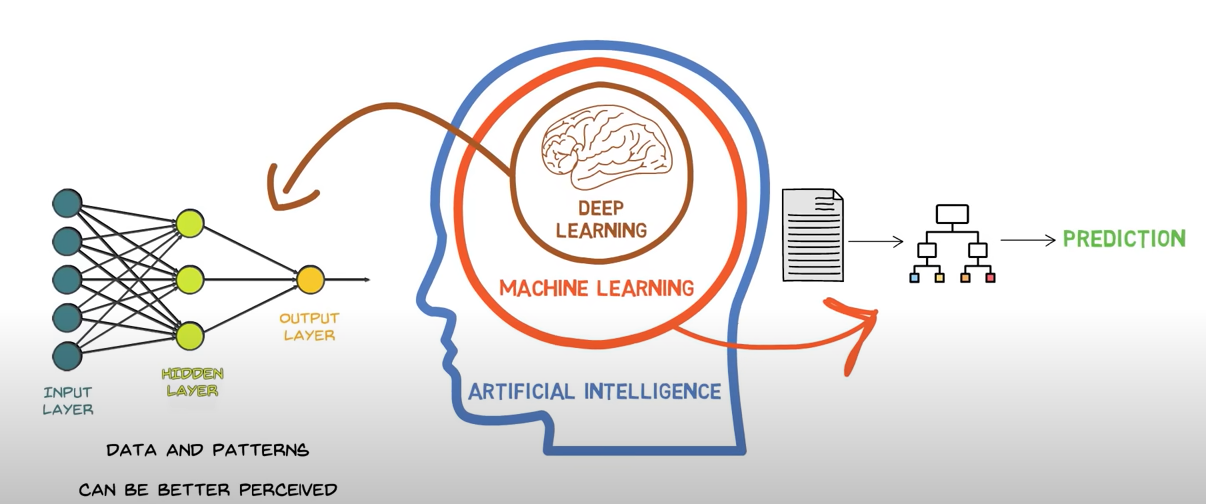 DEEP
LEARNING
MACHINE LEARNING
ARTIFICIAL INTELLIGENCE
PREDICTION
INPUT
LAYER
HIDDEN
LAYER
OUTPUT
LAYER
DATA AND PATTERNS
CAN BE BETTER PERCEIVED